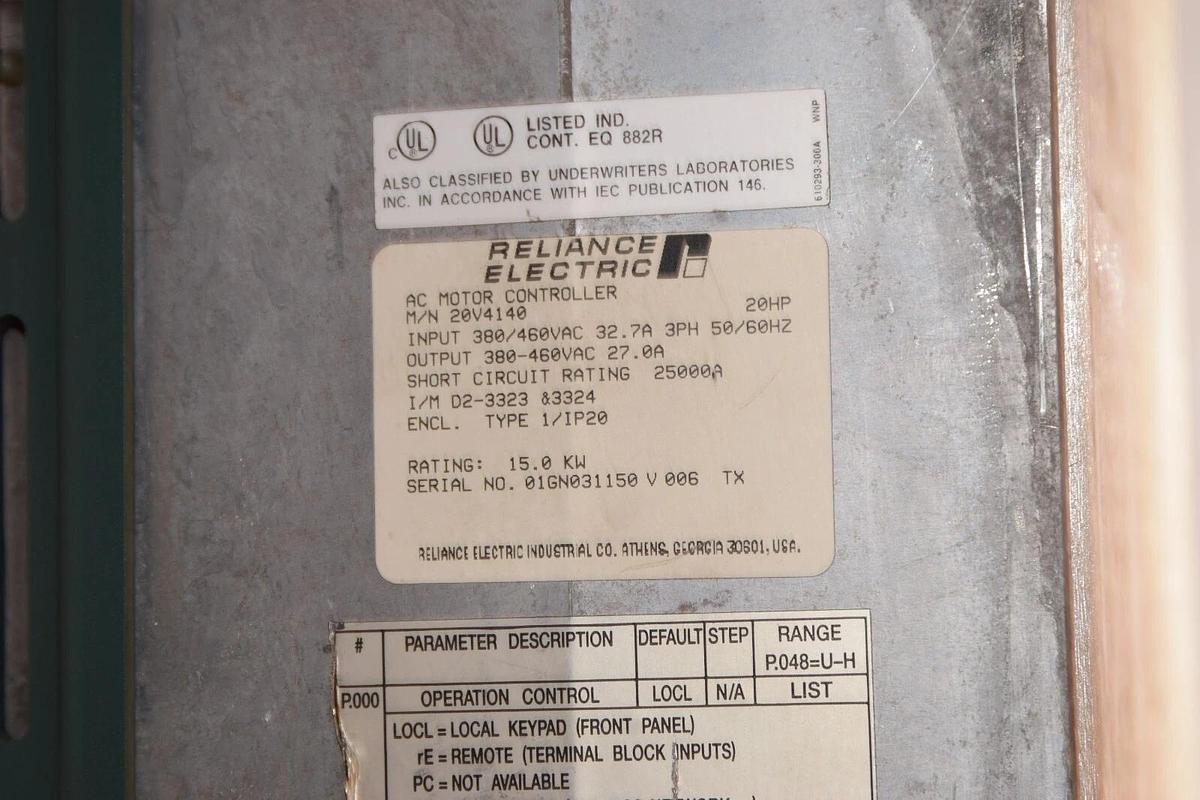 C UL UL LISTED IND.
CONT. EQ 882R
ALSO CLASSIFIED BY UNDERWRITERS LABORATORIES
INC. IN ACCORDANCE WITH IEC PUBLICATION 146.
610293-306A WNP
RELIANCE
ELECTRIC
AC MOTOR CONTROLLER
M/N 20V4140 20HP
INPUT 380/460VAC 32.7A 3PH 50/60HZ
OUTPUT 380-460VAC 27.0A
SHORT CIRCUIT RATING 25000A
I/M D2-3323 &3324
ENCL. TYPE 1/IP20
RATING: 15.0 KW
SERIAL NO. 01GN031150 V 006 TX
RELIANCE ELECTRIC INDUSTRIAL CO. ATHENS, GEORGIA 30601, USA.
# PARAMETER DESCRIPTION DEFAULT STEP RANGE
P.048=U-H
P.000 OPERATION CONTROL LOCL N/A LIST
LOCL = LOCAL KEYPAD (FRONT PANEL)
rE = REMOTE (TERMINAL BLOCK INPUTS)
PC = NOT AVAILABLE